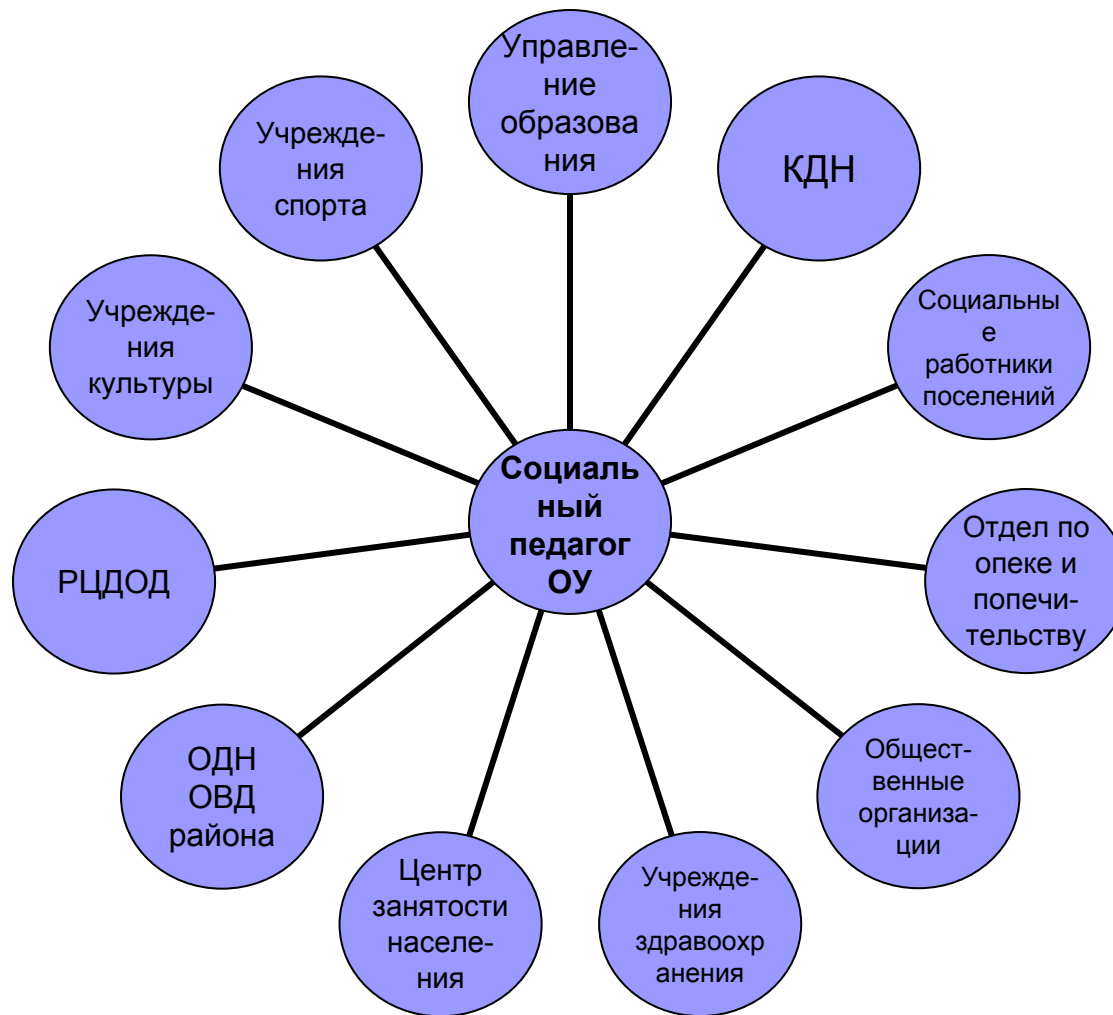 Управле-
ние
образова
ния
Учрежде-
ния
спорта
КДН
Учрежде-
ния
культуры
Социальны
е
работники
поселений
Социаль
ный
педагог
ОУ
РЦДОД
Отдел по
опеке и
попечи-
тельству
ОДН
ОВД
района
Общест-
венные
организа-
ции
Центр
занятости
населе-
ния
Учрежде-
ния
здравоохр
анения